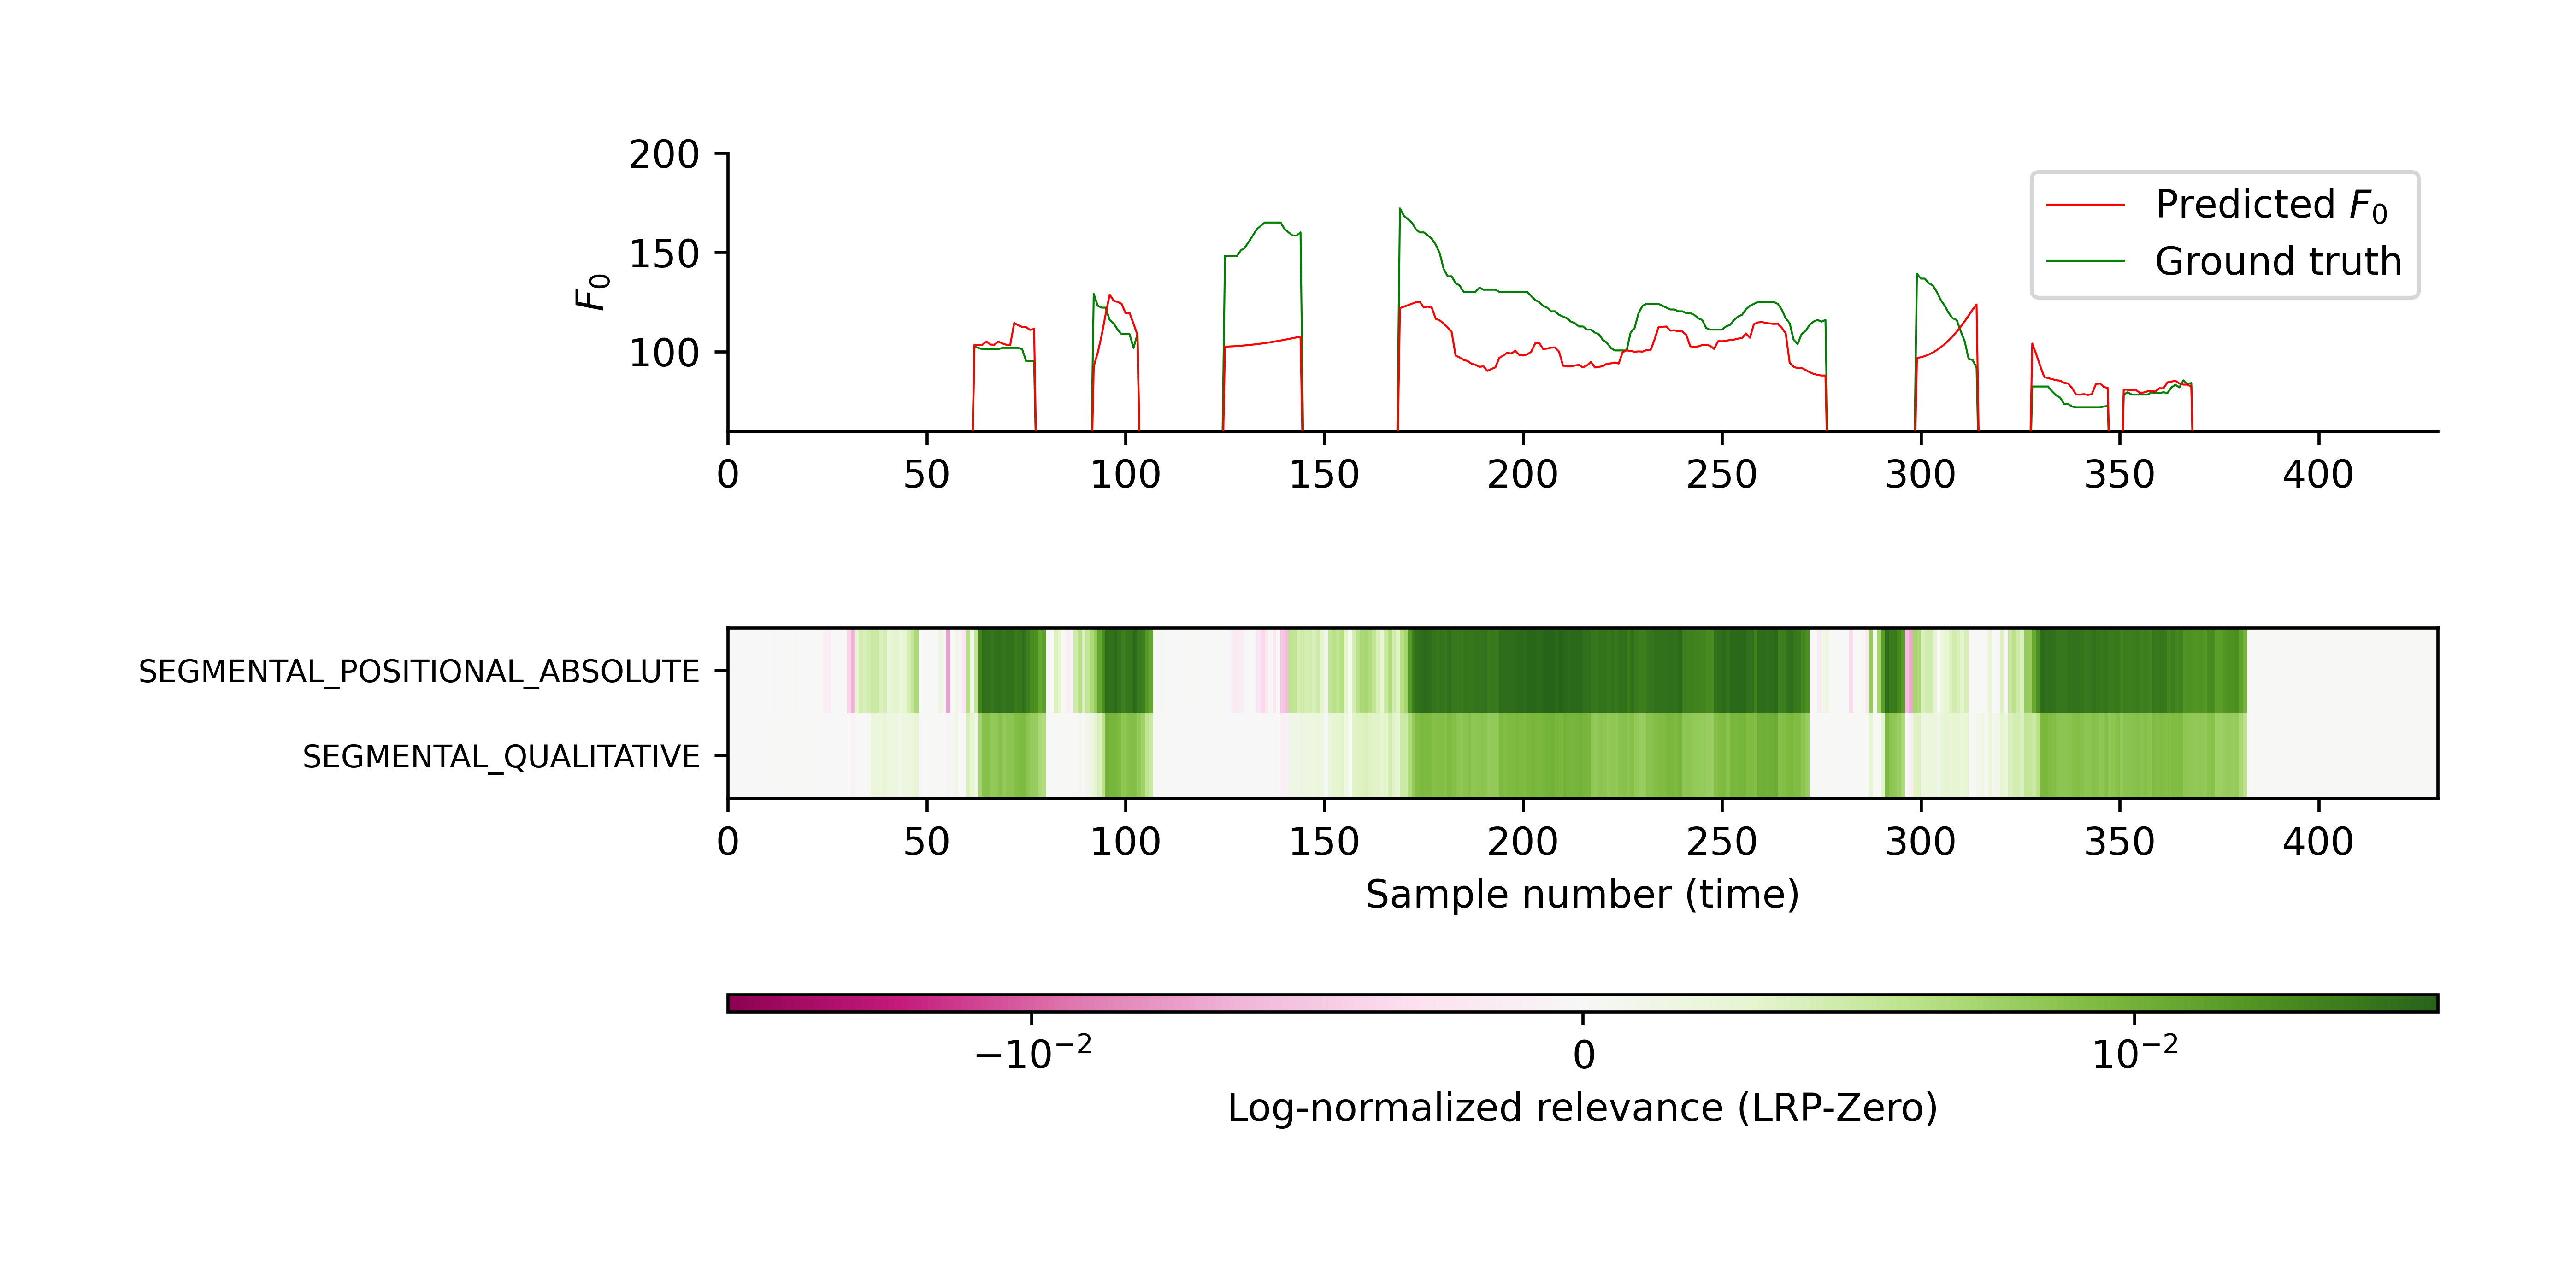 200
150
100
F₀
Predicted F₀
Ground truth
0 50 100 150 200 250 300 350 400
SEGMENTAL_POSITIONAL_ABSOLUTE
SEGMENTAL_QUALITATIVE
0 50 100 150 200 250 300 350 400
Sample number (time)
−10⁻² 0 10⁻²
Log-normalized relevance (LRP-Zero)